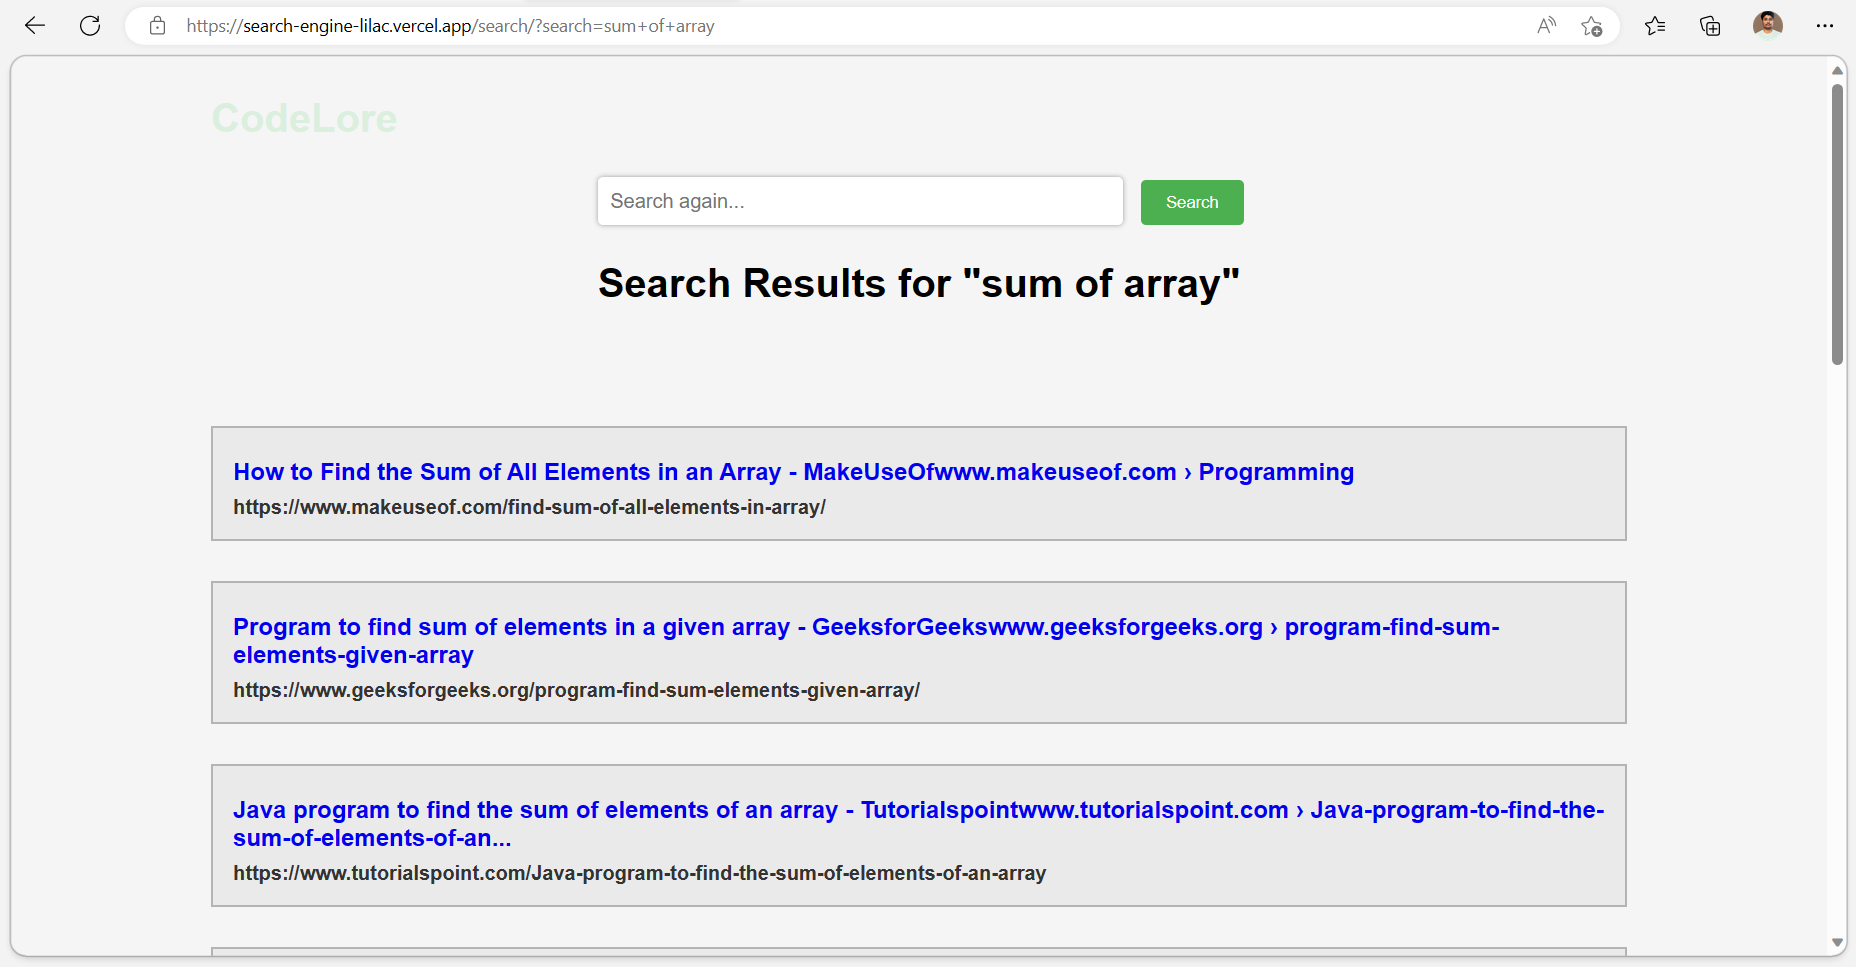 https://search-engine-lilac.vercel.app/search/?search=sum+of+array
CodeLore
Search again...
Search
Search Results for "sum of array"
How to Find the Sum of All Elements in an Array - MakeUseOfwww.makeuseof.com › Programming
https://www.makeuseof.com/find-sum-of-all-elements-in-array/
Program to find sum of elements in a given array - GeeksforGeekswww.geeksforgeeks.org › program-find-sum-
elements-given-array
https://www.geeksforgeeks.org/program-find-sum-elements-given-array/
Java program to find the sum of elements of an array - Tutorialspointwww.tutorialspoint.com › Java-program-to-find-the-
sum-of-elements-of-an...
https://www.tutorialspoint.com/Java-program-to-find-the-sum-of-elements-of-an-array